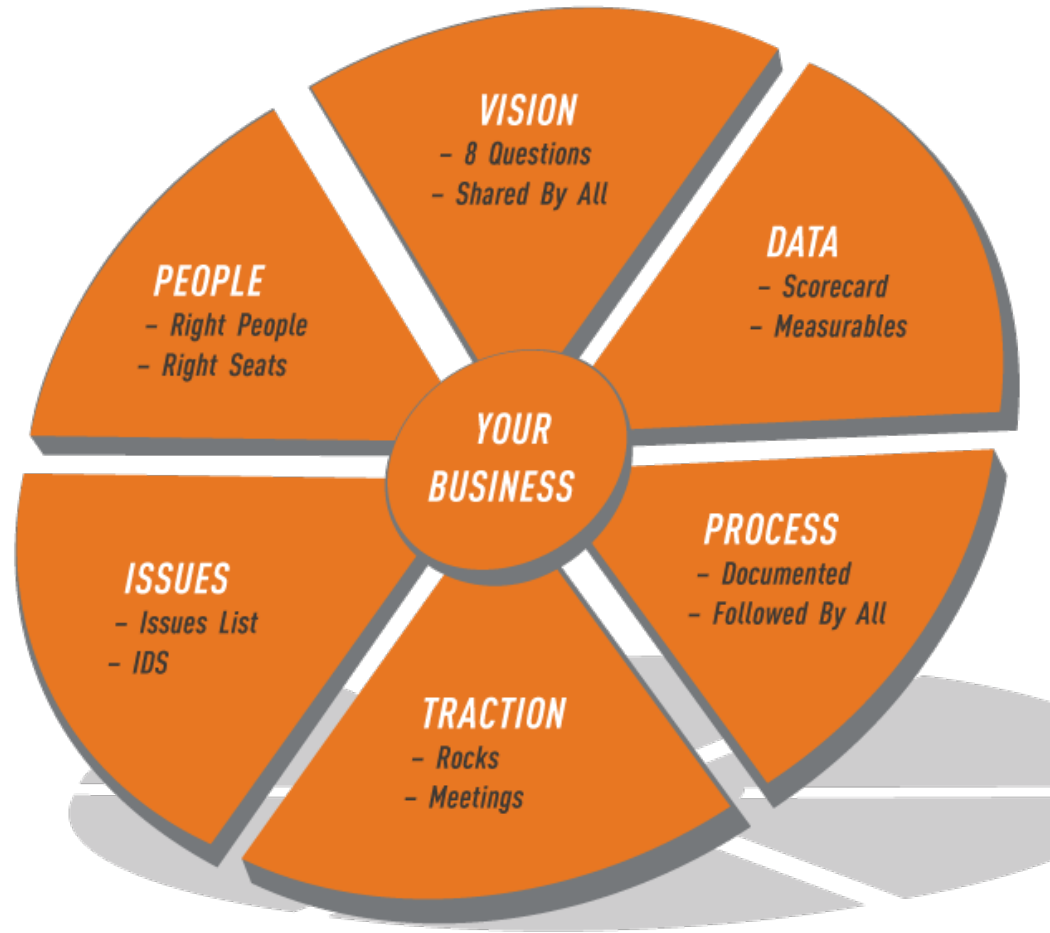 VISION
– 8 Questions
– Shared By All
DATA
– Scorecard
– Measurables
PEOPLE
– Right People
– Right Seats
YOUR
BUSINESS
PROCESS
– Documented
– Followed By All
ISSUES
– Issues List
– IDS
TRACTION
– Rocks
– Meetings